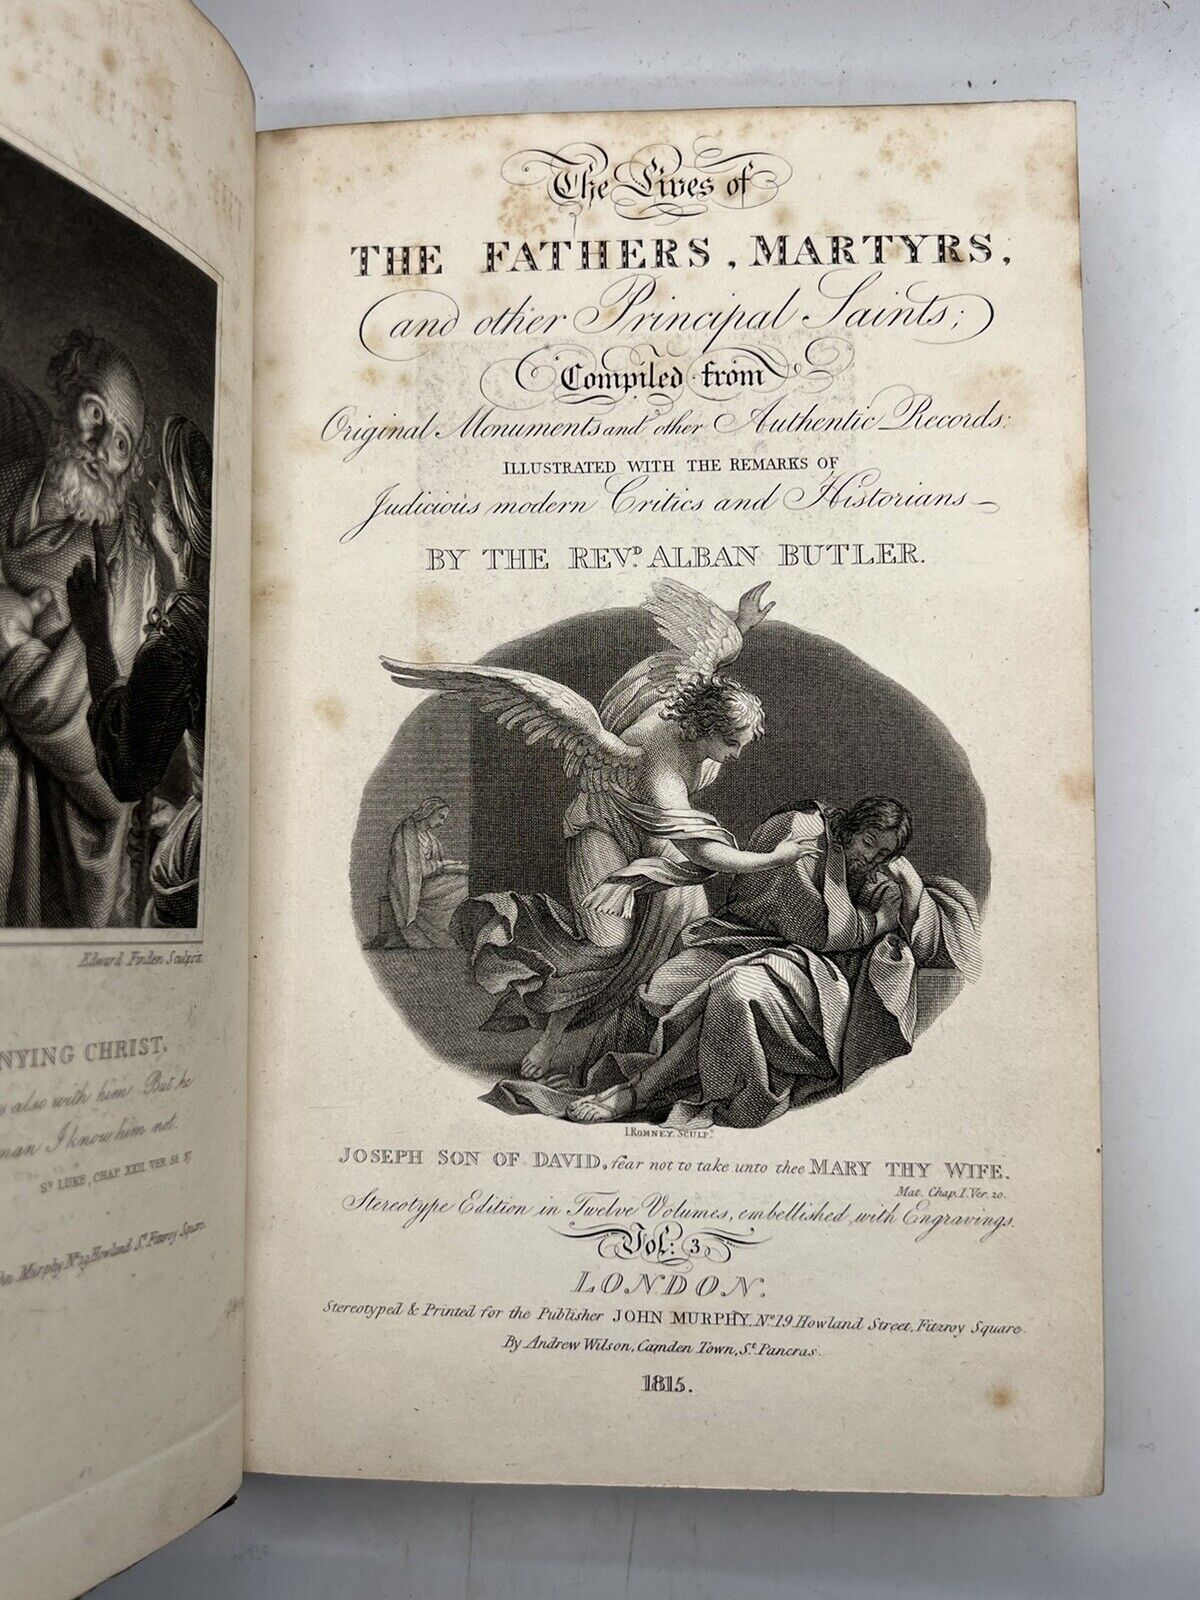 Edward Finden Sculpsit.
NYING CHRIST.
also with him But he
man I know him not.
St LUKE, CHAP. XXII. VER. 56. 57.
Murphy No 19 Howland St Fitzroy Square
The Lives of
THE FATHERS, MARTYRS,
and other Principal Saints;
Compiled from
Original Monuments and other Authentic Records:
ILLUSTRATED WITH THE REMARKS OF
Judicious modern Critics and Historians
BY THE REVD. ALBAN BUTLER.
I. ROMNEY. SCULPt.
JOSEPH SON OF DAVID, fear not to take unto thee MARY THY WIFE.
Mat. Chap. I. Ver. 20.
Stereotype Edition in Twelve Volumes, embellished with Engravings.
Vol: 3.
LONDON.
Stereotyped & Printed for the Publisher JOHN MURPHY, No. 19 Howland Street, Fitzroy Square
By Andrew Wilson, Camden Town, St. Pancras.
1815.